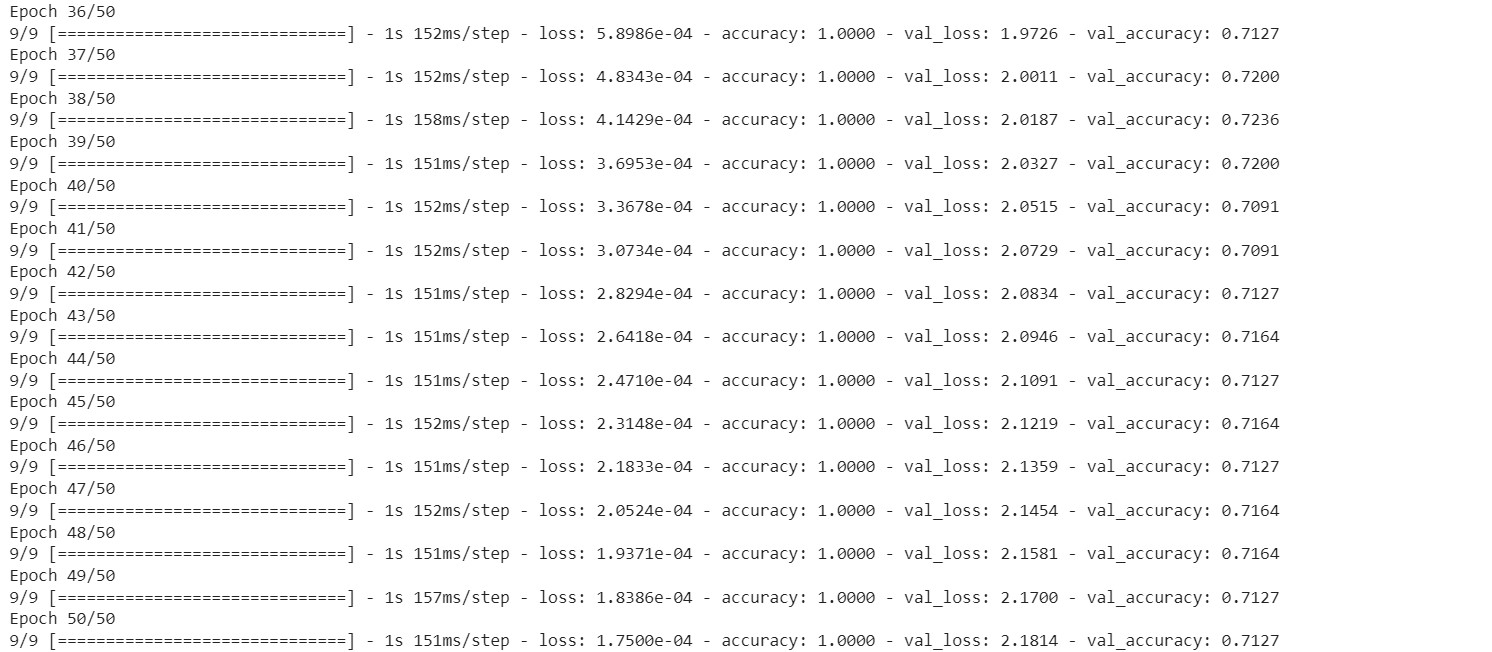 Epoch 36/50
9/9 [==============================] - 1s 152ms/step - loss: 5.8986e-04 - accuracy: 1.0000 - val_loss: 1.9726 - val_accuracy: 0.7127
Epoch 37/50
9/9 [==============================] - 1s 152ms/step - loss: 4.8343e-04 - accuracy: 1.0000 - val_loss: 2.0011 - val_accuracy: 0.7200
Epoch 38/50
9/9 [==============================] - 1s 158ms/step - loss: 4.1429e-04 - accuracy: 1.0000 - val_loss: 2.0187 - val_accuracy: 0.7236
Epoch 39/50
9/9 [==============================] - 1s 151ms/step - loss: 3.6953e-04 - accuracy: 1.0000 - val_loss: 2.0327 - val_accuracy: 0.7200
Epoch 40/50
9/9 [==============================] - 1s 152ms/step - loss: 3.3678e-04 - accuracy: 1.0000 - val_loss: 2.0515 - val_accuracy: 0.7091
Epoch 41/50
9/9 [==============================] - 1s 152ms/step - loss: 3.0734e-04 - accuracy: 1.0000 - val_loss: 2.0729 - val_accuracy: 0.7091
Epoch 42/50
9/9 [==============================] - 1s 151ms/step - loss: 2.8294e-04 - accuracy: 1.0000 - val_loss: 2.0834 - val_accuracy: 0.7127
Epoch 43/50
9/9 [==============================] - 1s 151ms/step - loss: 2.6418e-04 - accuracy: 1.0000 - val_loss: 2.0946 - val_accuracy: 0.7164
Epoch 44/50
9/9 [==============================] - 1s 151ms/step - loss: 2.4710e-04 - accuracy: 1.0000 - val_loss: 2.1091 - val_accuracy: 0.7127
Epoch 45/50
9/9 [==============================] - 1s 152ms/step - loss: 2.3148e-04 - accuracy: 1.0000 - val_loss: 2.1219 - val_accuracy: 0.7164
Epoch 46/50
9/9 [==============================] - 1s 151ms/step - loss: 2.1833e-04 - accuracy: 1.0000 - val_loss: 2.1359 - val_accuracy: 0.7127
Epoch 47/50
9/9 [==============================] - 1s 152ms/step - loss: 2.0524e-04 - accuracy: 1.0000 - val_loss: 2.1454 - val_accuracy: 0.7164
Epoch 48/50
9/9 [==============================] - 1s 151ms/step - loss: 1.9371e-04 - accuracy: 1.0000 - val_loss: 2.1581 - val_accuracy: 0.7164
Epoch 49/50
9/9 [==============================] - 1s 157ms/step - loss: 1.8386e-04 - accuracy: 1.0000 - val_loss: 2.1700 - val_accuracy: 0.7127
Epoch 50/50
9/9 [==============================] - 1s 151ms/step - loss: 1.7500e-04 - accuracy: 1.0000 - val_loss: 2.1814 - val_accuracy: 0.7127